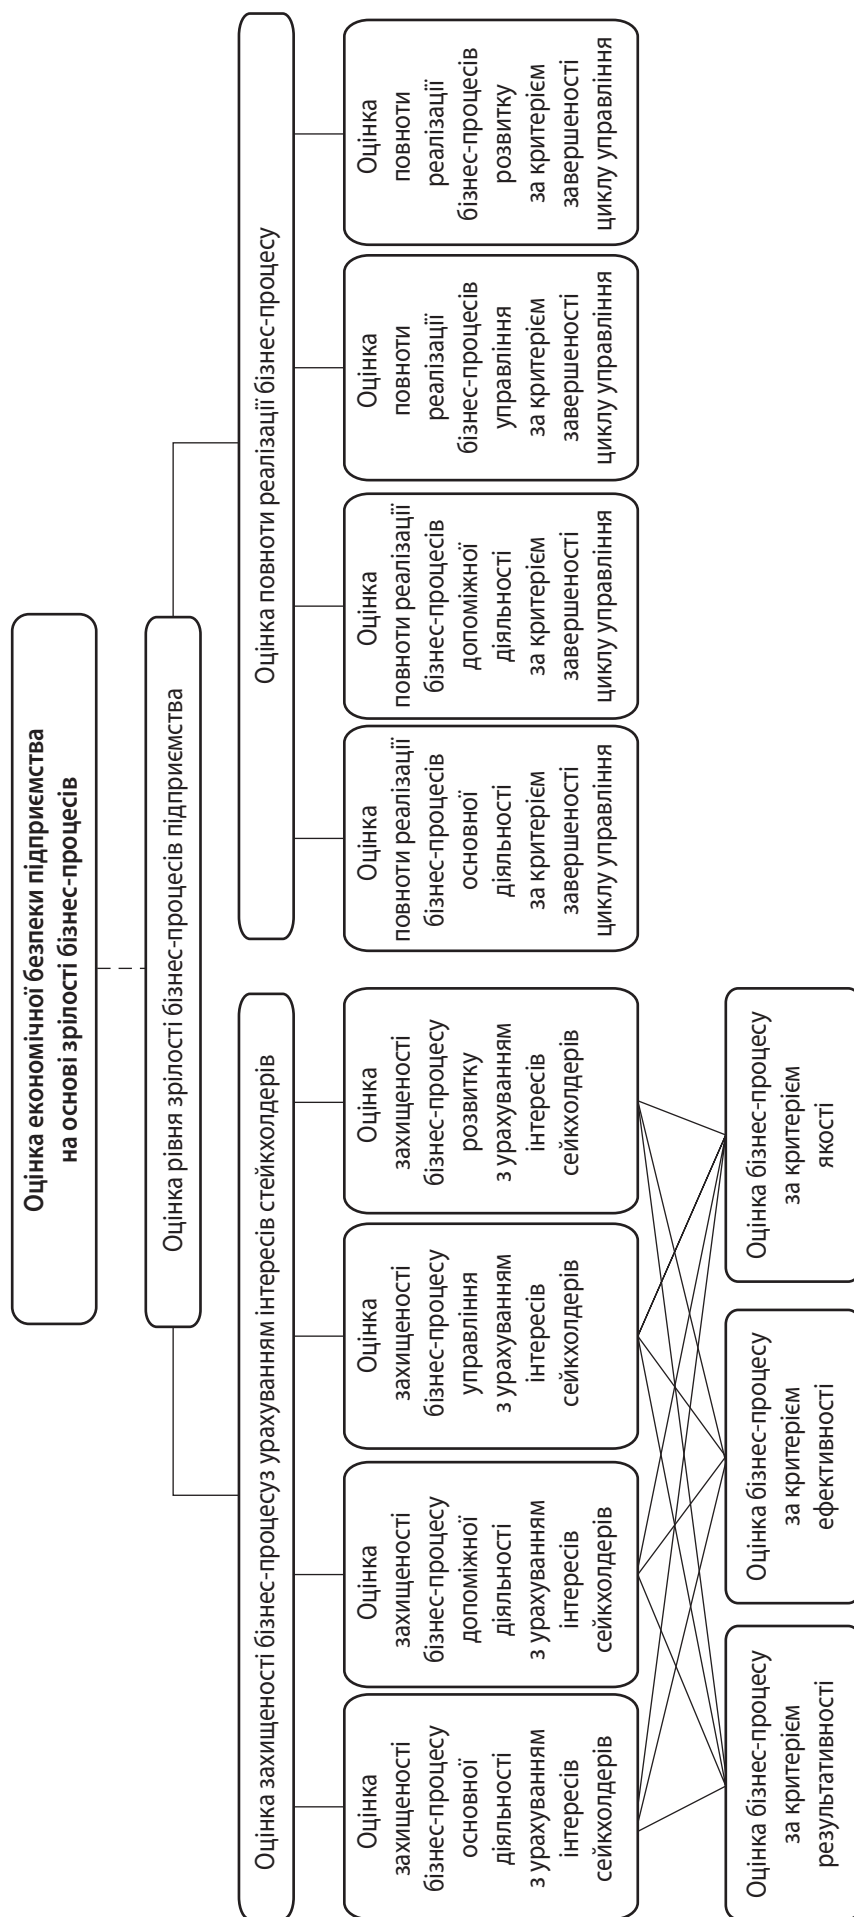 Оцінка економічної безпеки підприємства
на основі зрілості бізнес-процесів
Оцінка рівня зрілості бізнес-процесів підприємства
Оцінка захищеності бізнес-процесуз урахуванням інтересів стейкхолдерів
Оцінка повноти реалізації бізнес-процесу
Оцінка
захищеності
бізнес-процесу
основної
діяльності
з урахуванням
інтересів
сейкхолдерів
Оцінка
захищеності
бізнес-процесу
допоміжної
діяльності
з урахуванням
інтересів
сейкхолдерів
Оцінка
захищеності
бізнес-процесу
управління
з урахуванням
інтересів
сейкхолдерів
Оцінка
захищеності
бізнес-процесу
розвитку
з урахуванням
інтересів
сейкхолдерів
Оцінка
повноти реалізації
бізнес-процесів
основної
діяльності
за критерієм
завершеності
циклу управління
Оцінка
повноти реалізації
бізнес-процесів
допоміжної
діяльності
за критерієм
завершеності
циклу управління
Оцінка
повноти
реалізації
бізнес-процесів
управління
за критерієм
завершеності
циклу управління
Оцінка
повноти
реалізації
бізнес-процесів
розвитку
за критерієм
завершеності
циклу управління
Оцінка бізнес-процесу
за критерієм
результативності
Оцінка бізнес-процесу
за критерієм
ефективності
Оцінка бізнес-процесу
за критерієм
якості